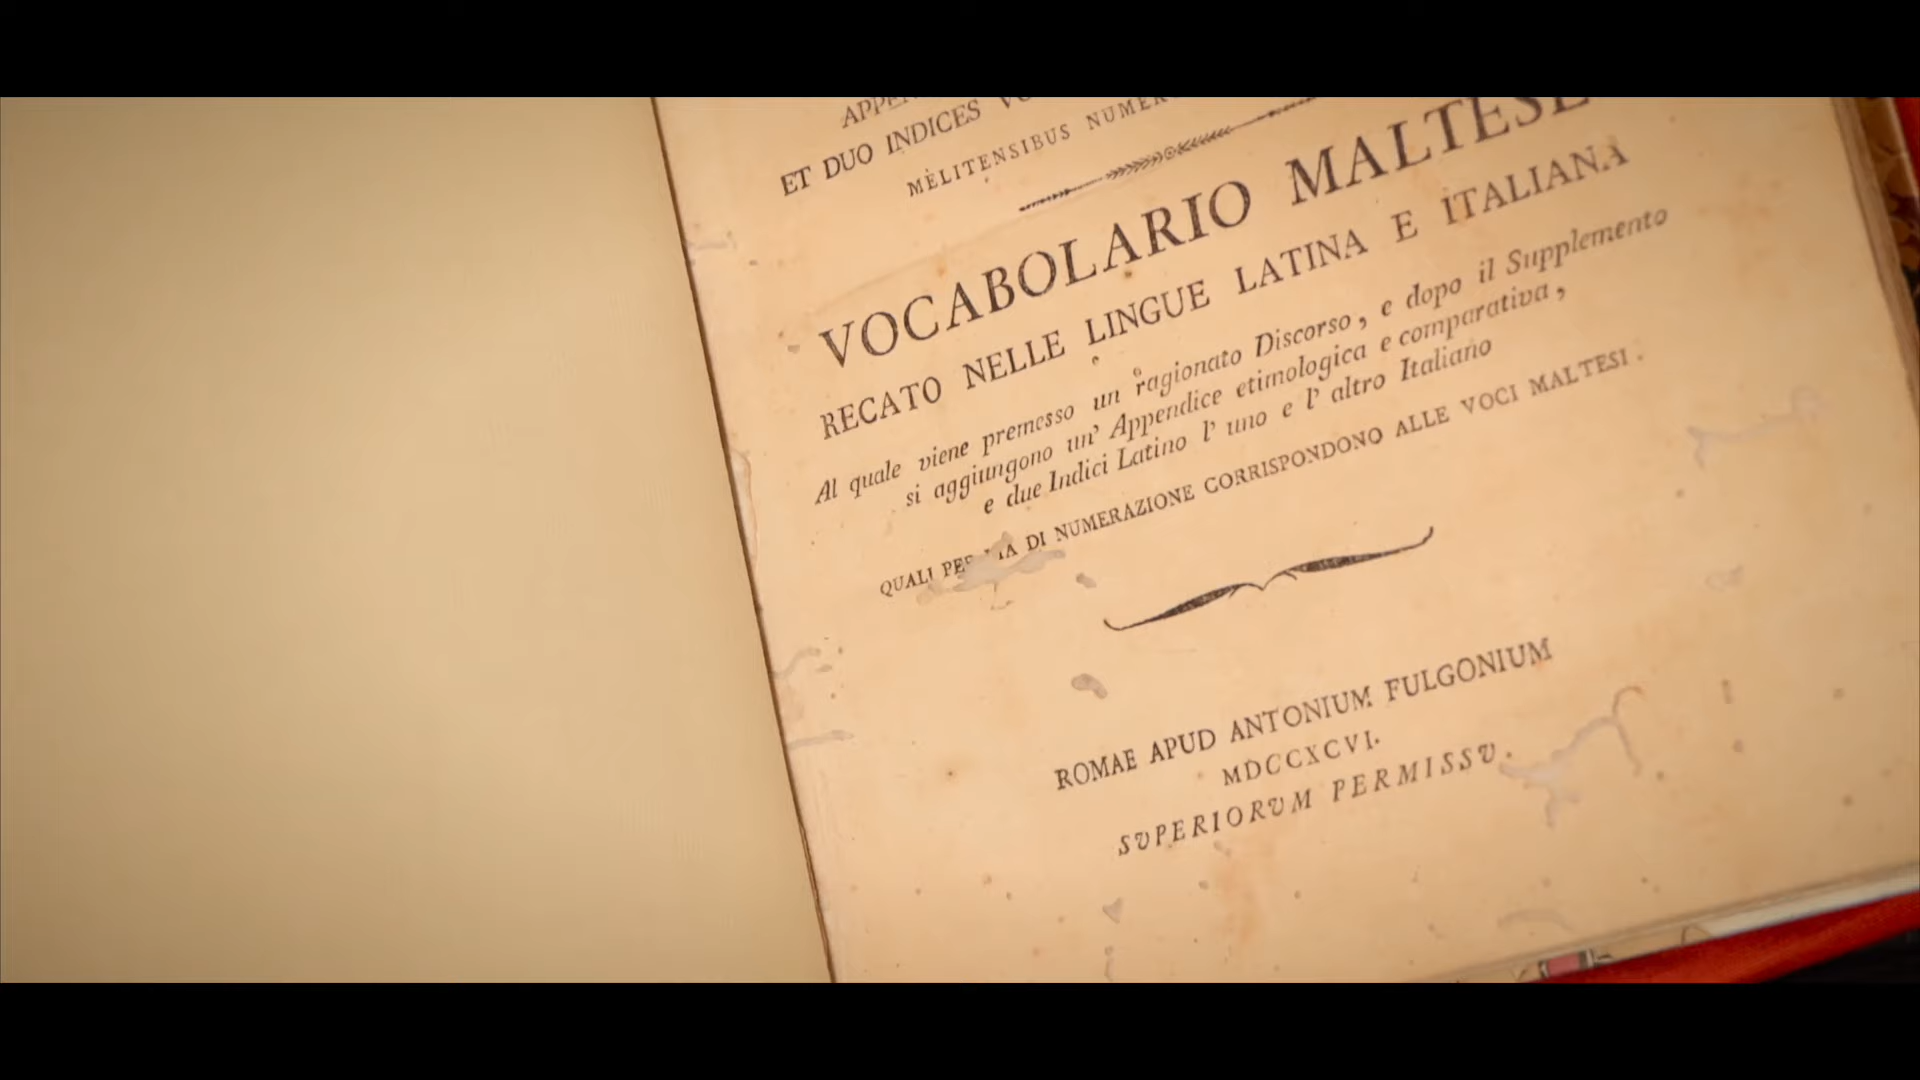 ET DUO INDICES
MELITENSIBUS
VOCABOLARIO MALTESE
RECATO NELLE LINGUE LATINA E ITALIANA
Al quale viene premesso un ragionato Discorso, e dopo il Supplemento
si aggiungono un' Appendice etimologica e comparativa,
e due Indici Latino l' uno e l' altro Italiano
QUALI PER DI NUMERAZIONE CORRISPONDONO ALLE VOCI MALTESI.
ROMAE APUD ANTONIUM FULGONIUM
MDCCXCVI.
SVPERIORVM PERMISSV.